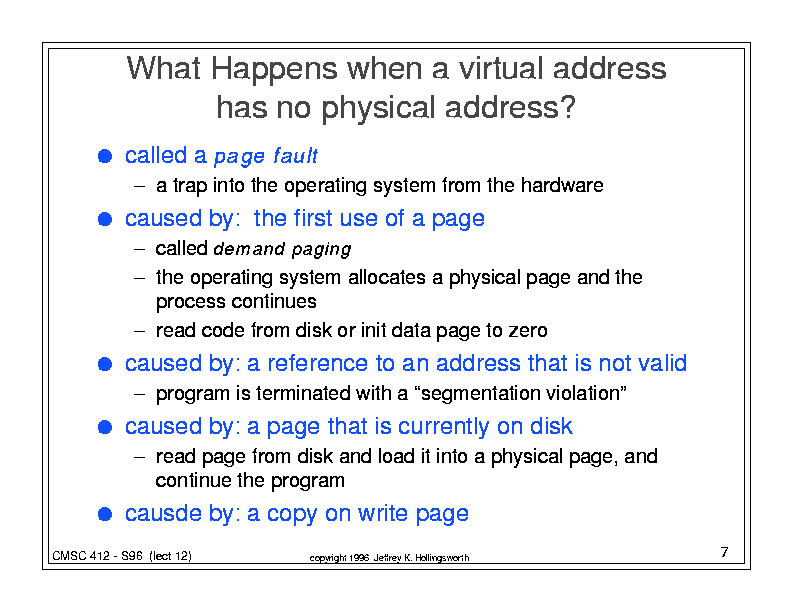 What Happens when a virtual address
has no physical address?
● called a page fault
– a trap into the operating system from the hardware
● caused by:  the first use of a page
– called demand paging
– the operating system allocates a physical page and the
process continues
– read code from disk or init data page to zero
● caused by: a reference to an address that is not valid
– program is terminated with a “segmentation violation”
● caused by: a page that is currently on disk
– read page from disk and load it into a physical page, and
continue the program
● causde by: a copy on write page
CMSC 412 - S96  (lect 12)
copyright 1996  Jeffrey K. Hollingsworth
7